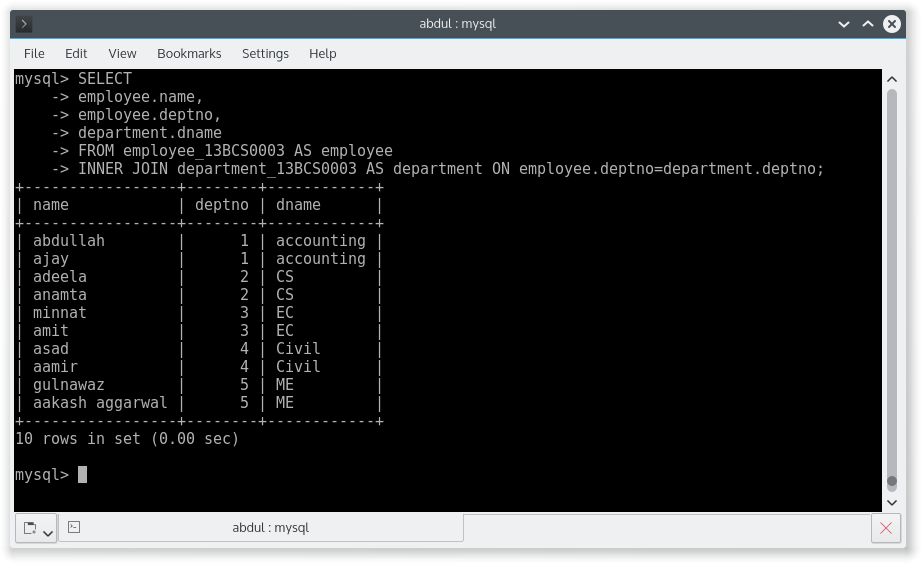 abdul : mysql
File Edit View Bookmarks Settings Help
mysql> SELECT
    -> employee.name,
    -> employee.deptno,
    -> department.dname
    -> FROM employee_13BCS0003 AS employee
    -> INNER JOIN department_13BCS0003 AS department ON employee.deptno=department.deptno;
+-----------------+--------+------------+
| name            | deptno | dname      |
+-----------------+--------+------------+
| abdullah        |      1 | accounting |
| ajay            |      1 | accounting |
| adeela          |      2 | CS         |
| anamta          |      2 | CS         |
| minnat          |      3 | EC         |
| amit            |      3 | EC         |
| asad            |      4 | Civil      |
| aamir           |      4 | Civil      |
| gulnawaz        |      5 | ME         |
| aakash aggarwal |      5 | ME         |
+-----------------+--------+------------+
10 rows in set (0.00 sec)
mysql>
abdul : mysql